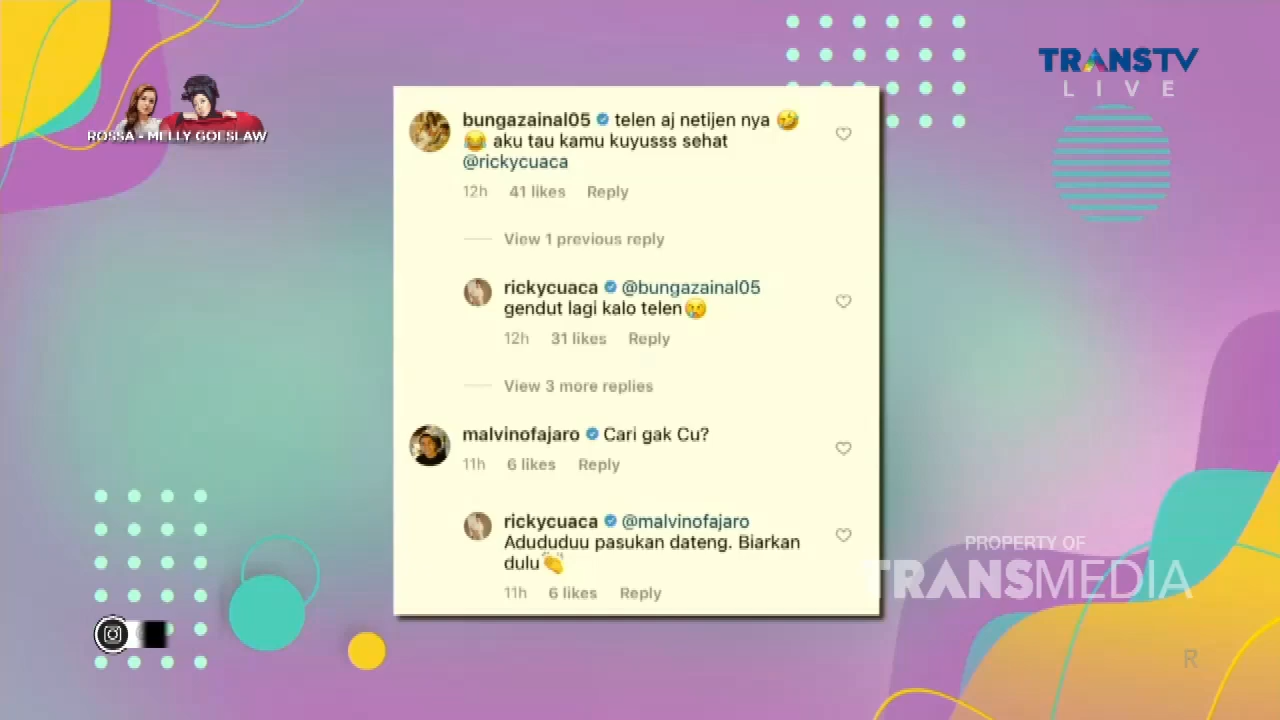 TRANSTV
LIVE
ROSSA - MELLY GOESLAW
bungazainal05 telen aj netijen nya 🤣
😂 aku tau kamu kuyusss sehat
@rickycuaca
12h 41 likes Reply
View 1 previous reply
rickycuaca @bungazainal05
gendut lagi kalo telen😢
12h 31 likes Reply
View 3 more replies
malvinofajaro Cari gak Cu?
11h 6 likes Reply
rickycuaca @malvinofajaro
Adududuu pasukan dateng. Biarkan
dulu👏
11h 6 likes Reply
PROPERTY OF
TRANSMEDIA
R